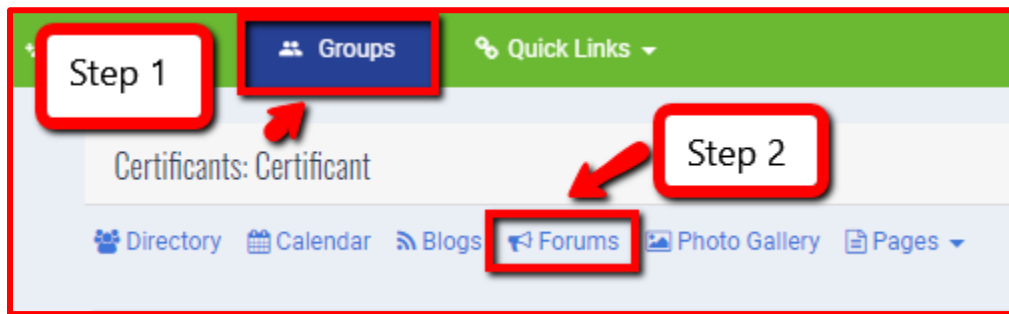 Step 1
Groups
Quick Links
Certificants: Certificant
Step 2
Directory Calendar Blogs Forums Photo Gallery Pages